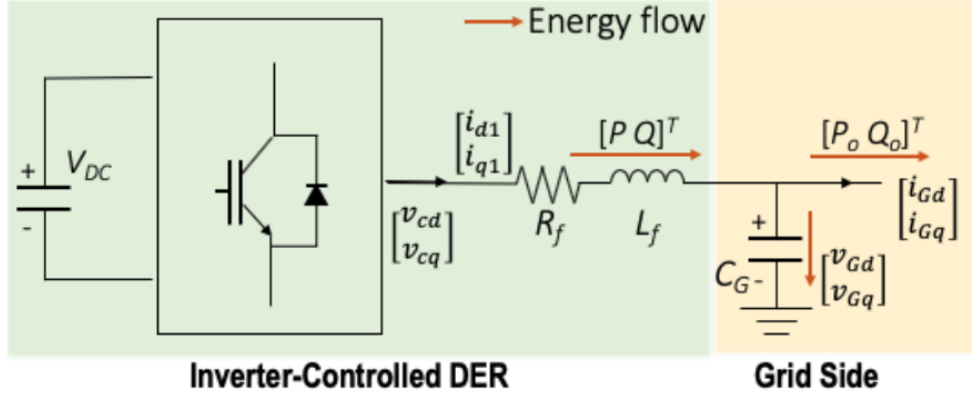 Energy flow
+
V_DC
-
[i_d1
i_q1]
[v_cd
v_cq]
R_f
[P Q]^T
L_f
[P_o Q_o]^T
[i_Gd
i_Gq]
+
C_G -
[v_Gd
v_Gq]
Inverter-Controlled DER
Grid Side